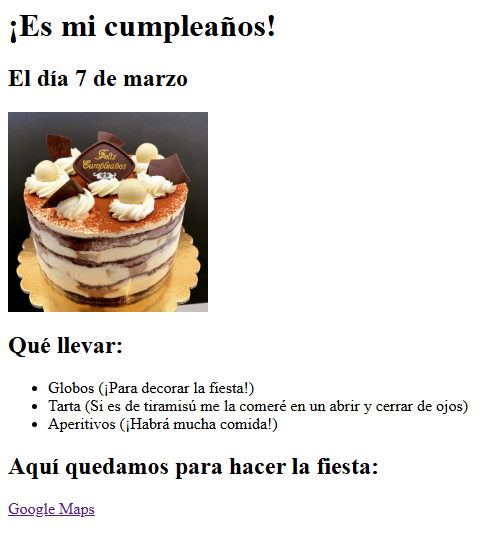 ¡Es mi cumpleaños!
El día 7 de marzo
Feliz
Cumpleaños
Qué llevar:
Globos (¡Para decorar la fiesta!)
Tarta (Si es de tiramisú me la comeré en un abrir y cerrar de ojos)
Aperitivos (¡Habrá mucha comida!)
Aquí quedamos para hacer la fiesta:
Google Maps